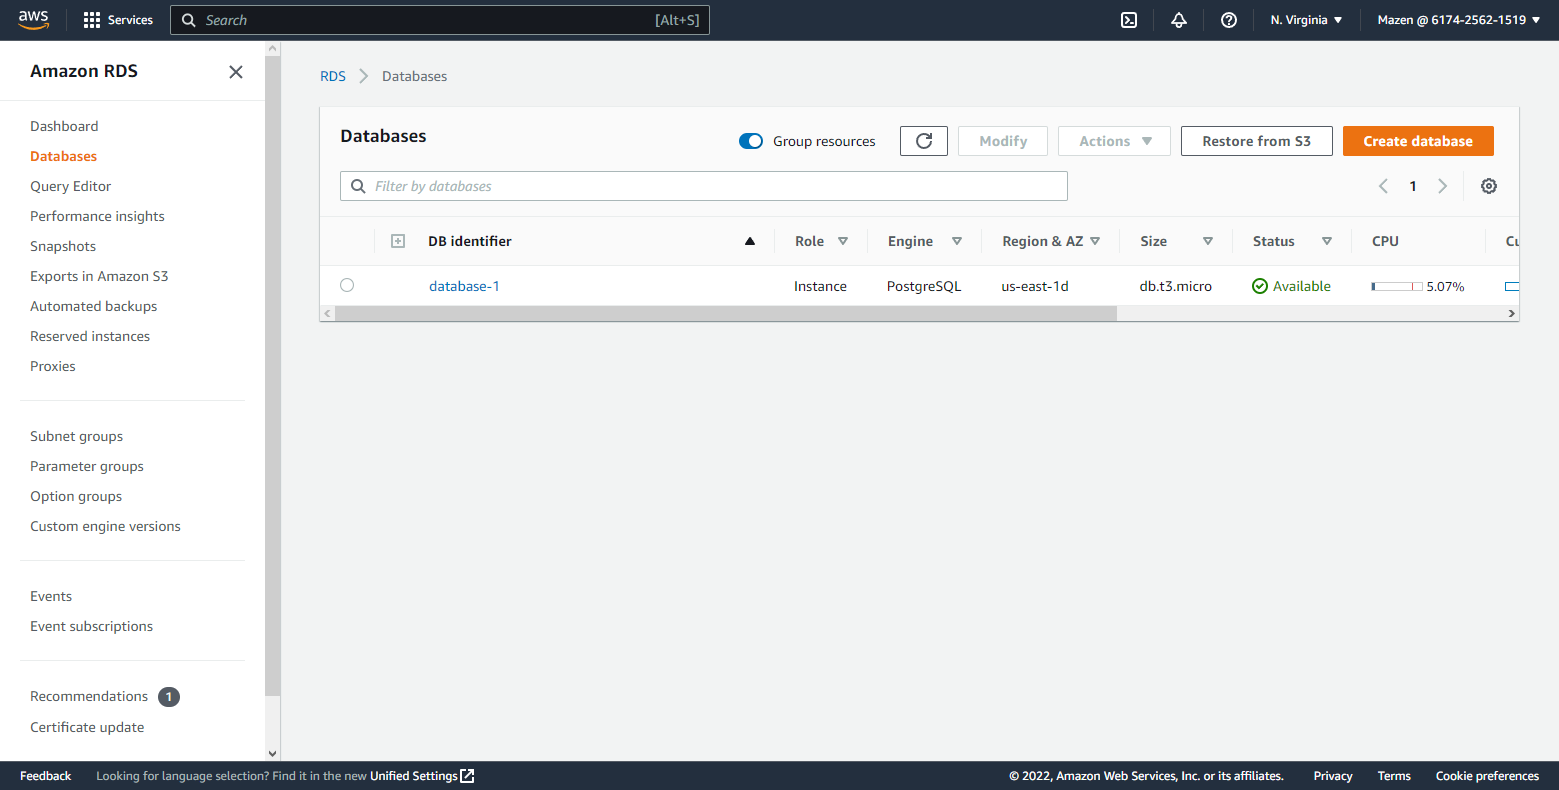 aws
Services
Search [Alt+S]
N. Virginia
Mazen @ 6174-2562-1519
Amazon RDS
Dashboard
Databases
Query Editor
Performance insights
Snapshots
Exports in Amazon S3
Automated backups
Reserved instances
Proxies
Subnet groups
Parameter groups
Option groups
Custom engine versions
Events
Event subscriptions
Recommendations 1
Certificate update
RDS Databases
Databases
Group resources
Modify
Actions
Restore from S3
Create database
Filter by databases
1
DB identifier Role Engine Region & AZ Size Status CPU Cu
database-1 Instance PostgreSQL us-east-1d db.t3.micro Available 5.07%
Feedback Looking for language selection? Find it in the new Unified Settings © 2022, Amazon Web Services, Inc. or its affiliates. Privacy Terms Cookie preferences